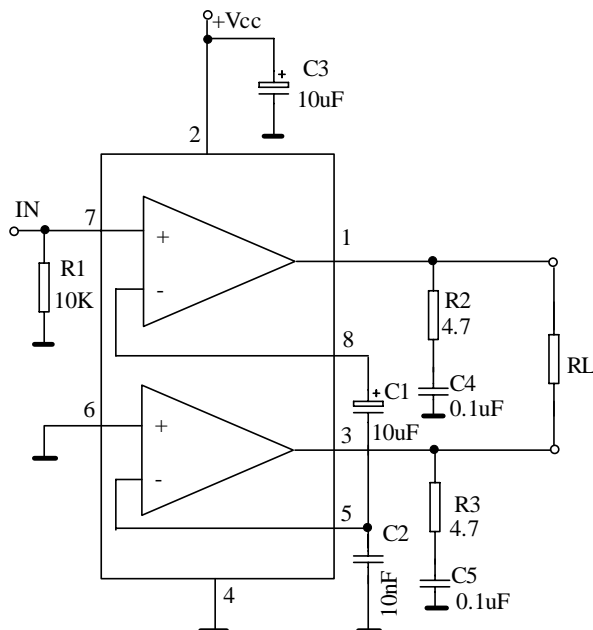 +Vcc
C3
10uF
2
IN
7
+
1
R1
10K
-
R2
4.7
8
RL
C4
0.1uF
C1
10uF
6
+
3
-
R3
4.7
5
C2
10nF
C5
0.1uF
4